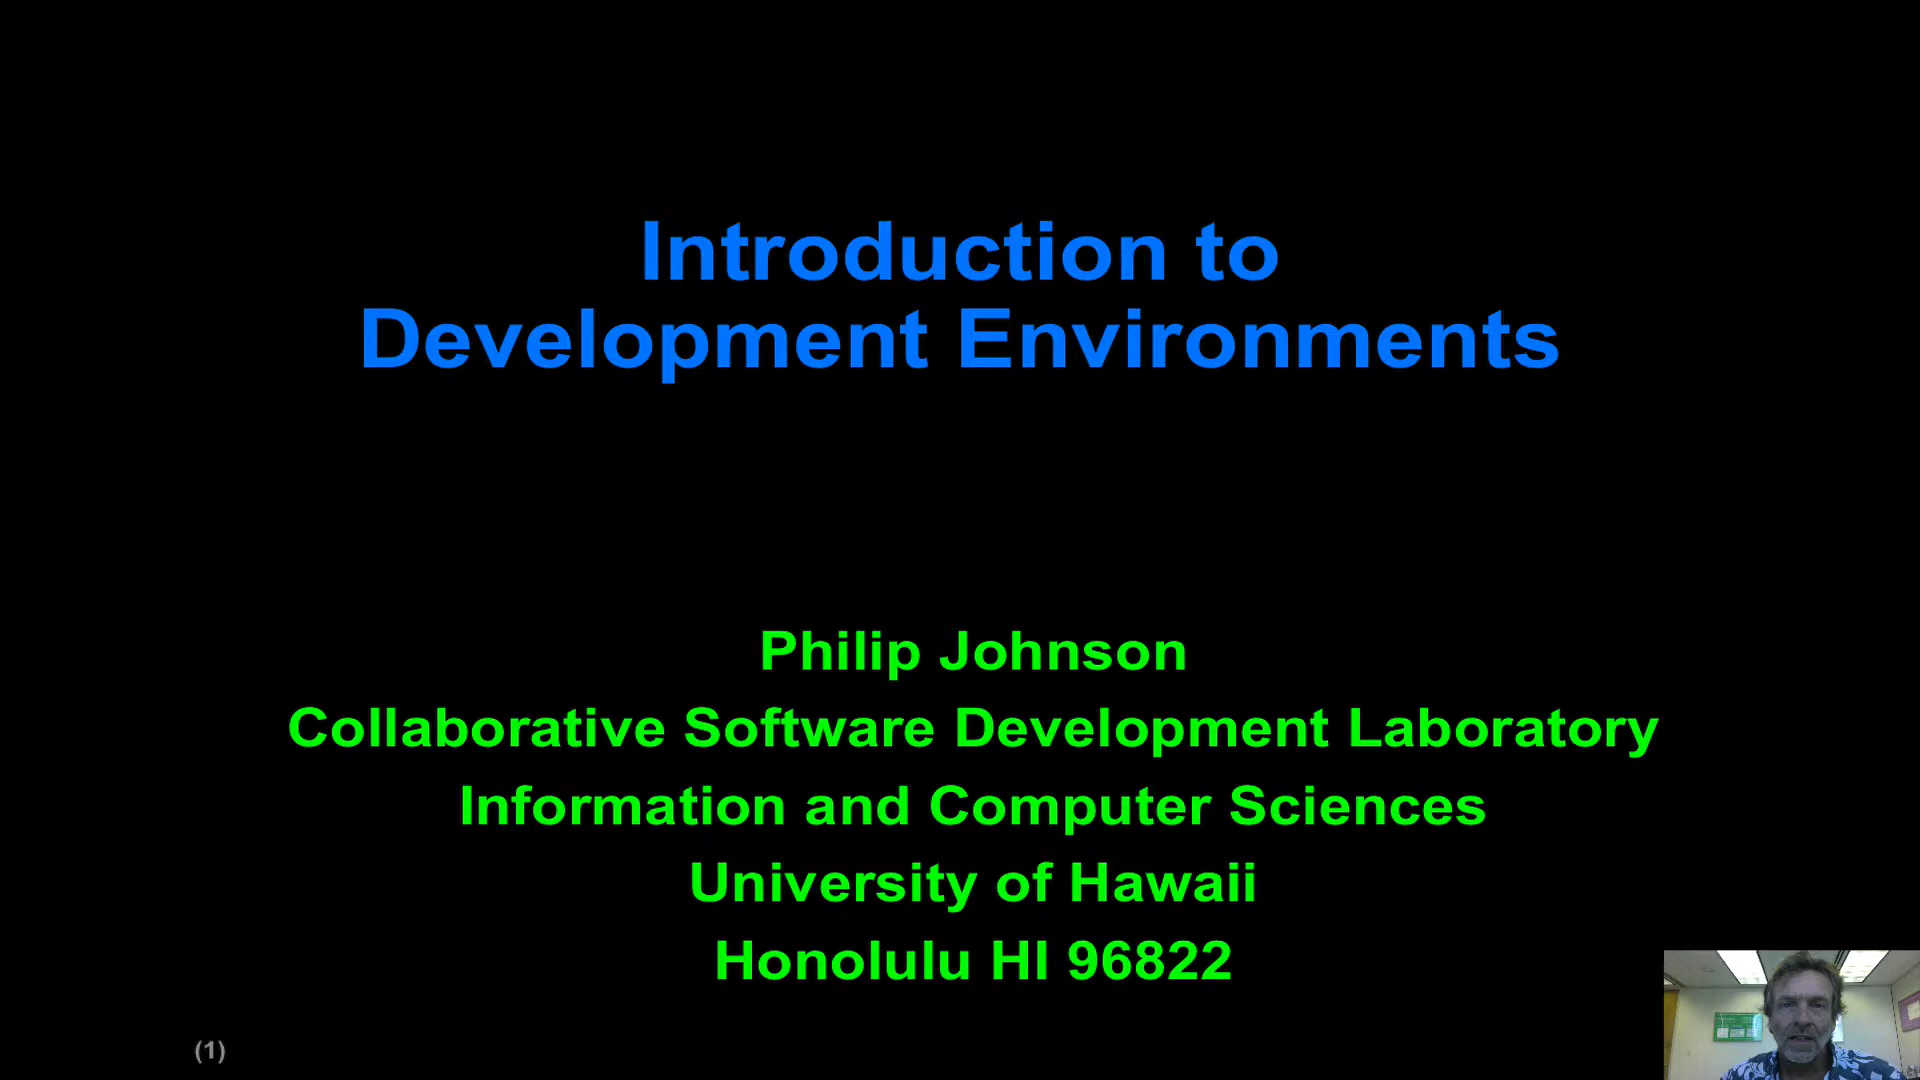 Introduction to
Development Environments
Philip Johnson
Collaborative Software Development Laboratory
Information and Computer Sciences
University of Hawaii
Honolulu HI 96822
(1)